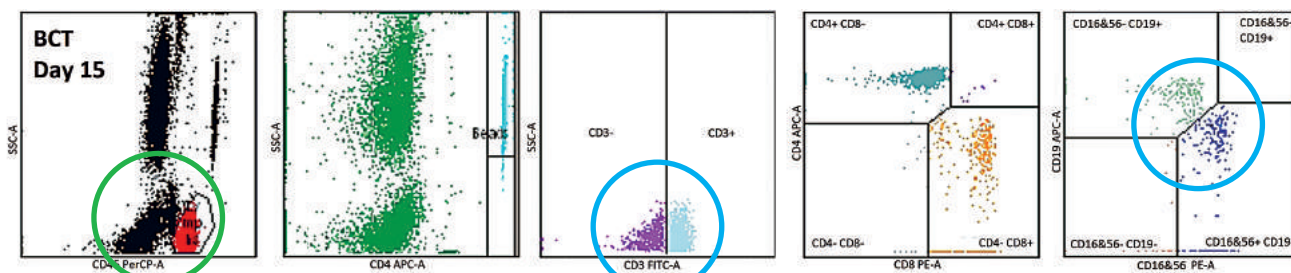 BCT
Day 15
SSC-A
CD45 PerCP-A
SSC-A
Beads
CD4 APC-A
SSC-A
CD3-
CD3+
CD3 FITC-A
CD4+ CD8-
CD4+ CD8+
CD4 APC-A
CD4- CD8-
CD4- CD8+
CD8 PE-A
CD16&56- CD19+
CD16&56-
CD19+
CD19 APC-A
CD16&56- CD19-
CD16&56+ CD19
CD16&56 PE-A